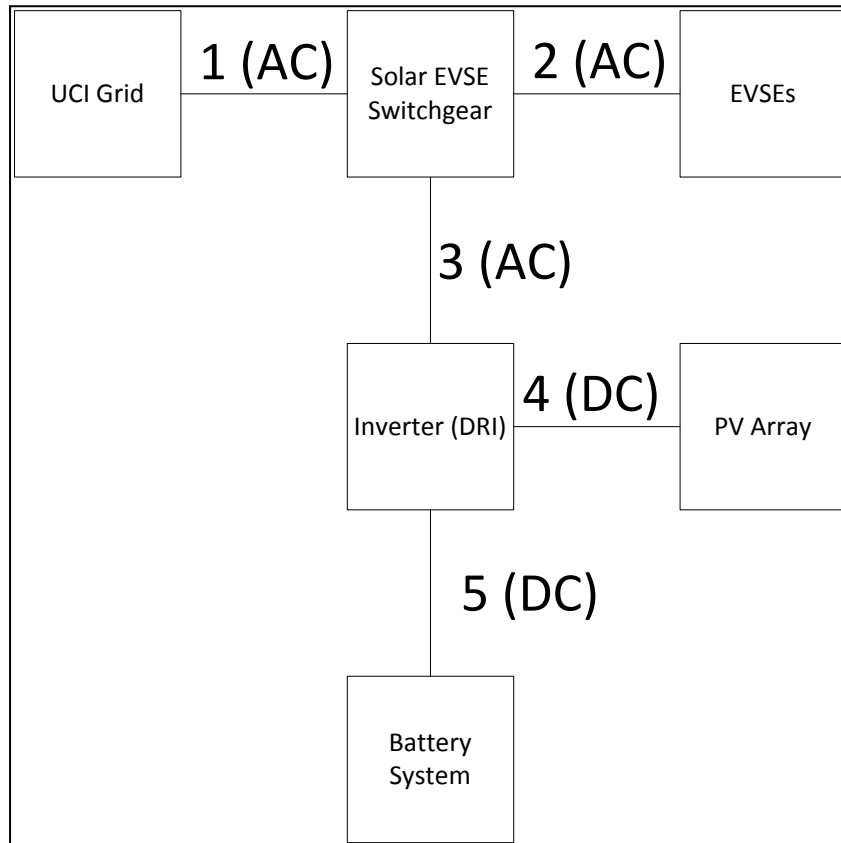 UCI Grid
1 (AC)
Solar EVSE
Switchgear
2 (AC)
EVSEs
3 (AC)
Inverter (DRI)
4 (DC)
PV Array
5 (DC)
Battery
System